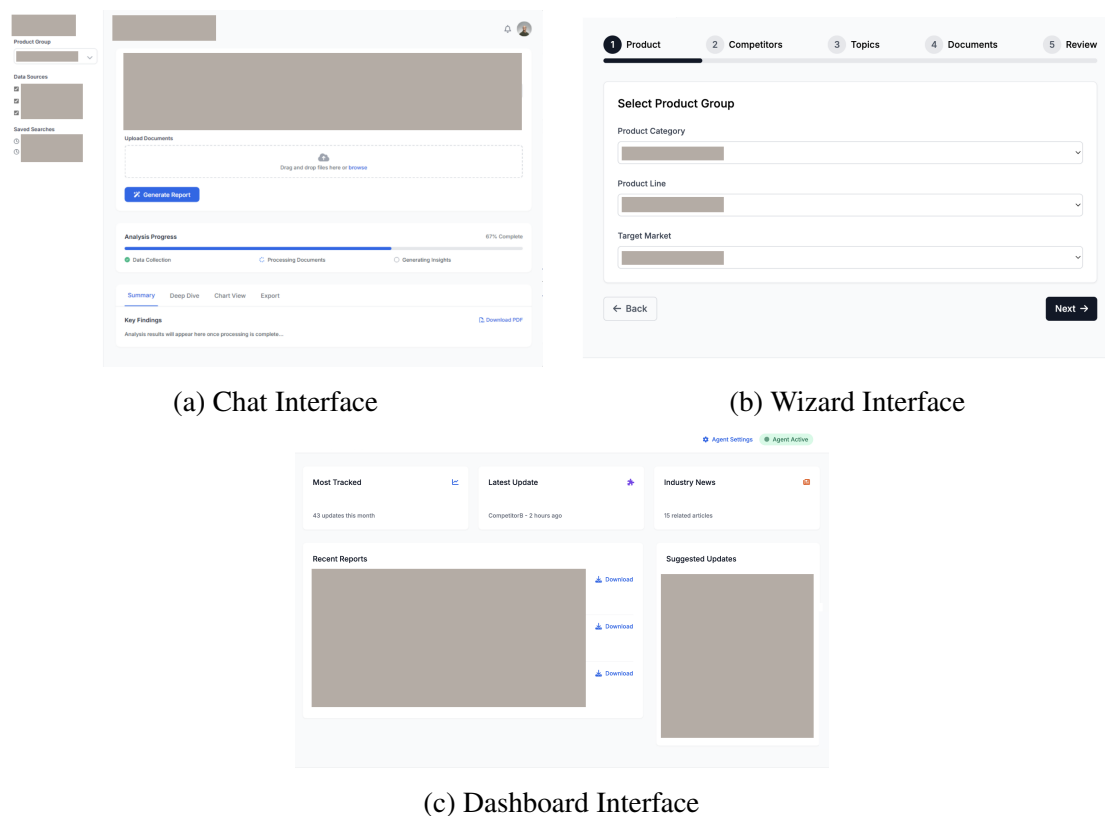 Product Group
Data Sources
Saved Searches
Upload Documents
Drag and drop files here or browse
Generate Report
Analysis Progress
67% Complete
Data Collection
Processing Documents
Generating Insights
Summary Deep Dive Chart View Export
Key Findings
Download PDF
Analysis results will appear here once processing is complete...
(a) Chat Interface
1 Product 2 Competitors 3 Topics 4 Documents 5 Review
Select Product Group
Product Category
Product Line
Target Market
← Back
Next →
(b) Wizard Interface
Agent Settings
Agent Active
Most Tracked
43 updates this month
Latest Update
CompetitorB - 2 hours ago
Industry News
15 related articles
Recent Reports
Download
Download
Download
Suggested Updates
(c) Dashboard Interface